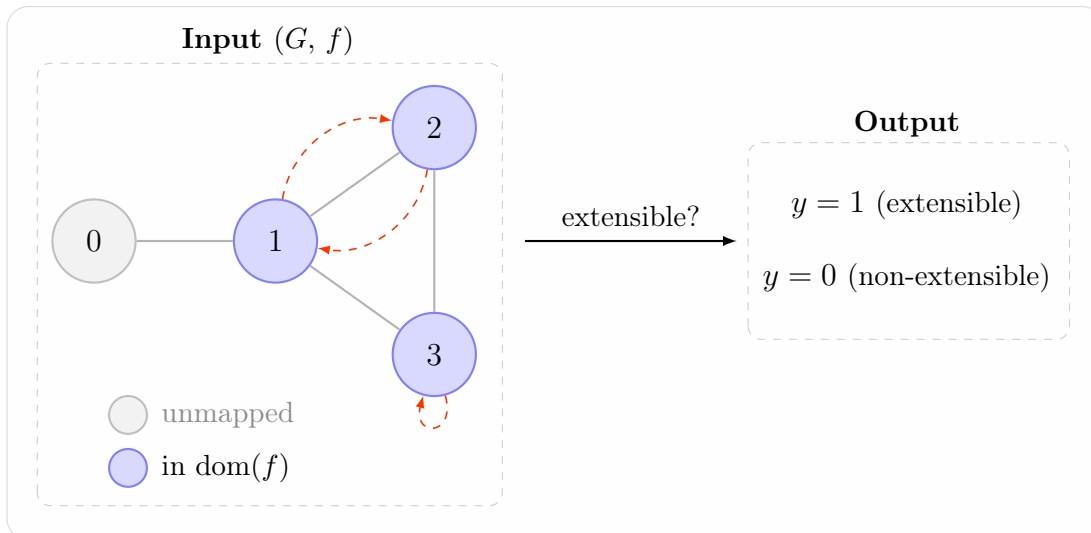 Input (G, f)
0
1
2
3
unmapped
in dom(f)
extensible?
Output
y = 1 (extensible)
y = 0 (non-extensible)